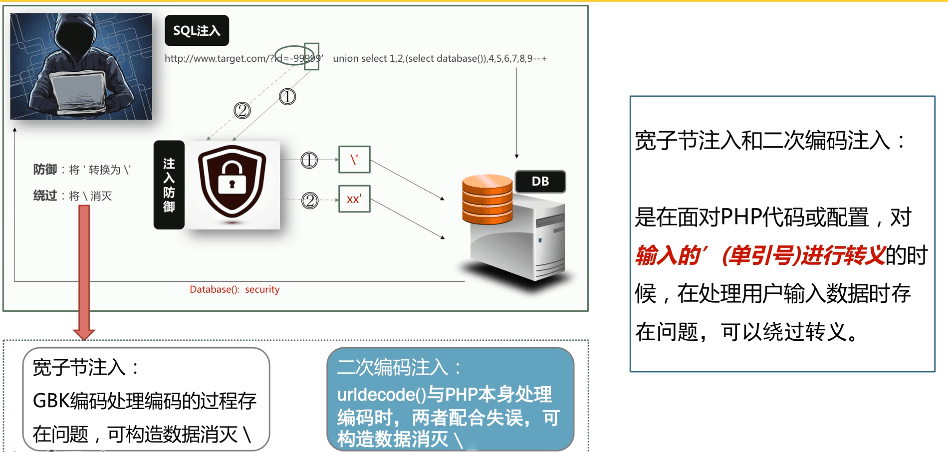 SQL注入
http://www.target.com/?id=-99899' union select 1,2,(select database()),4,5,6,7,8,9--+
②
①
防御：将 ' 转换为 \'
绕过：将 \ 消灭
注入防御
①
\'
②
xx'
DB
Database(): security
宽子节注入：
GBK编码处理编码的过程存
在问题，可构造数据消灭 \
二次编码注入：
urldecode()与PHP本身处理
编码时，两者配合失误，可
构造数据消灭 \
宽子节注入和二次编码注入：
是在面对PHP代码或配置，对
输入的’(单引号)进行转义的时
候，在处理用户输入数据时存
在问题，可以绕过转义。